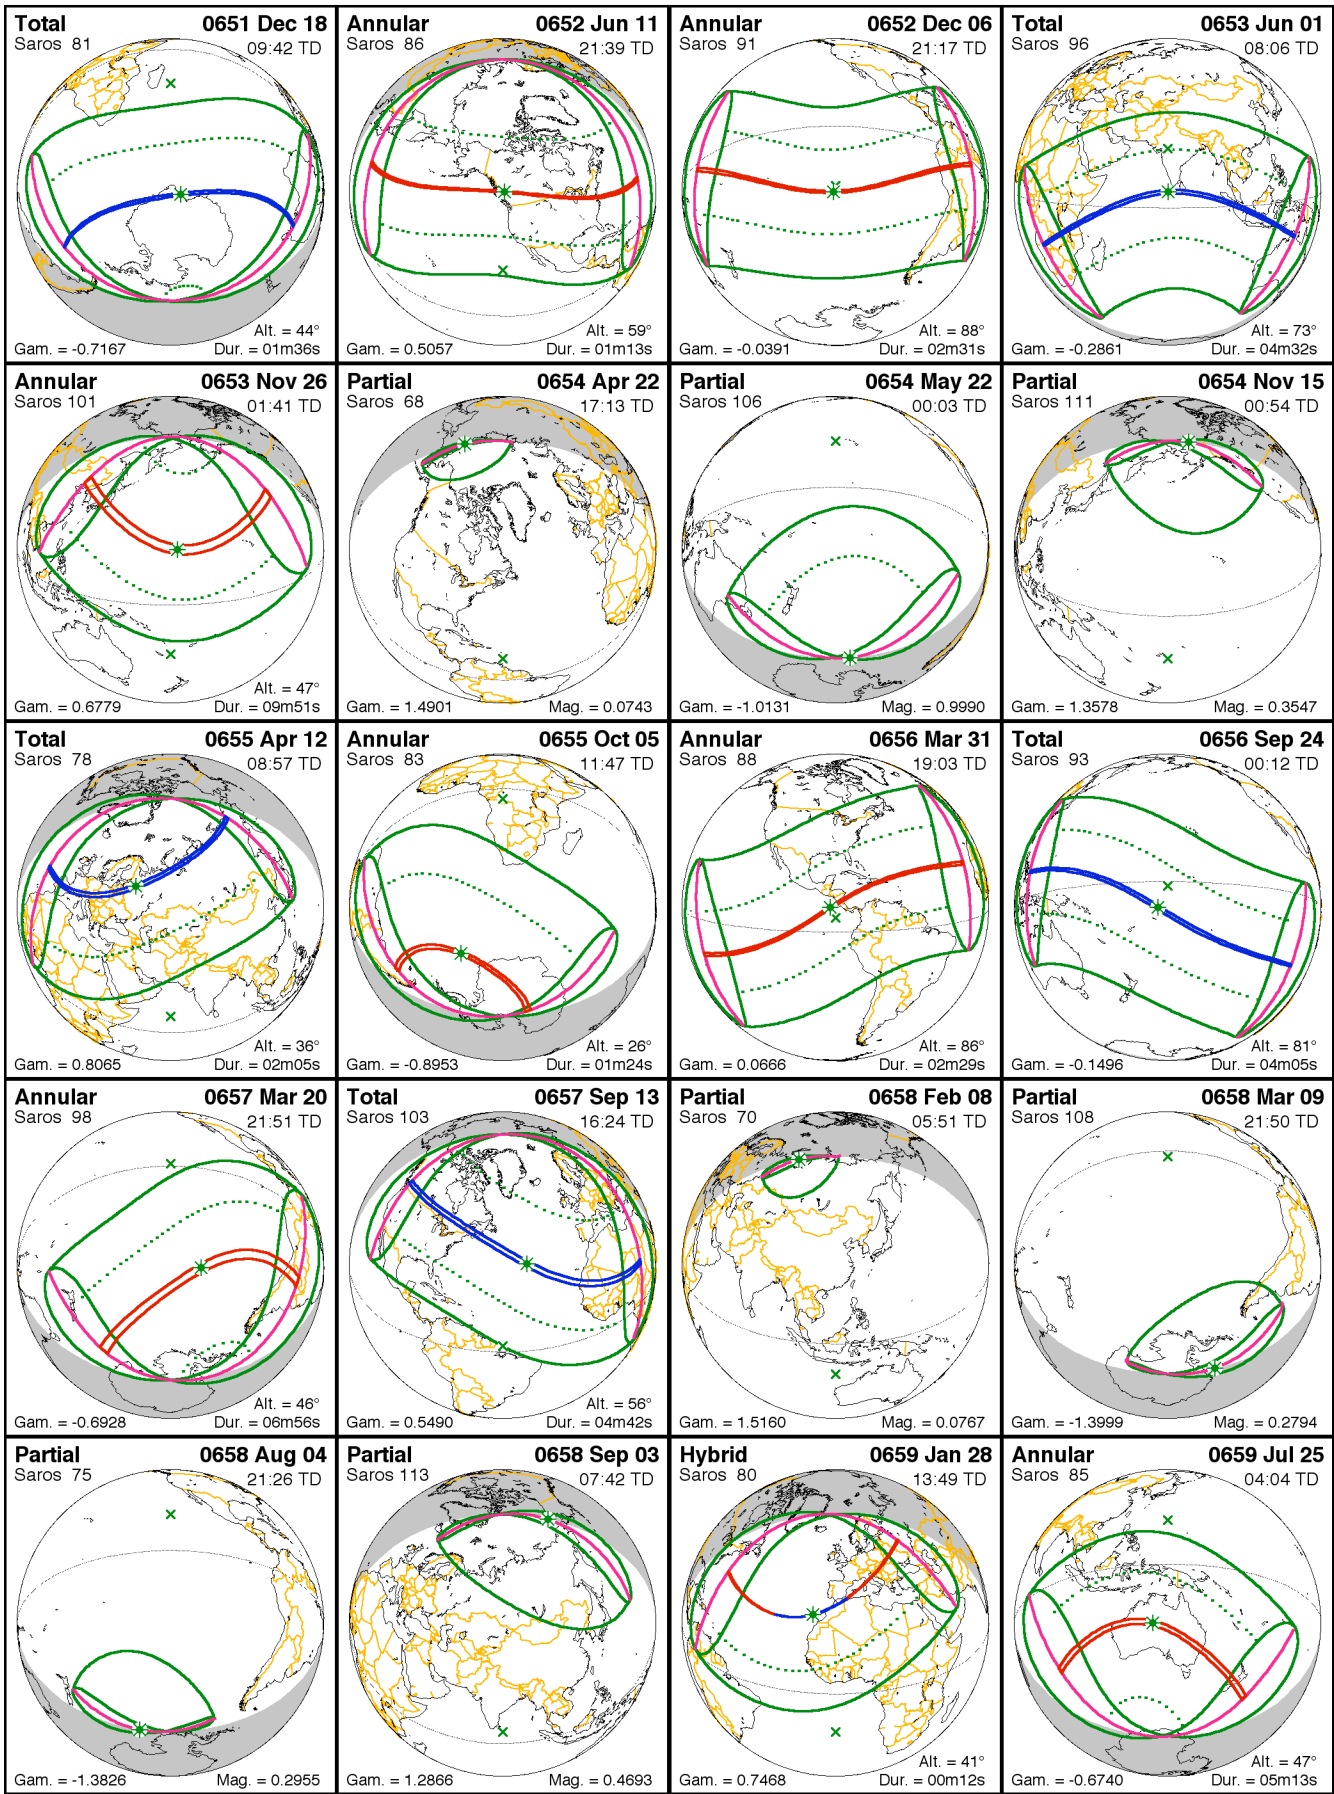 Total 0651 Dec 18
Saros 81 09:42 TD
Alt. = 44°
Gam. = -0.7167 Dur. = 01m36s
Annular 0652 Jun 11
Saros 86 21:39 TD
Alt. = 59°
Gam. = 0.5057 Dur. = 01m13s
Annular 0652 Dec 06
Saros 91 21:17 TD
Alt. = 88°
Gam. = -0.0391 Dur. = 02m31s
Total 0653 Jun 01
Saros 96 08:06 TD
Alt. = 73°
Gam. = -0.2861 Dur. = 04m32s
Annular 0653 Nov 26
Saros 101 01:41 TD
Alt. = 47°
Gam. = 0.6779 Dur. = 09m51s
Partial 0654 Apr 22
Saros 68 17:13 TD
Gam. = 1.4901 Mag. = 0.0743
Partial 0654 May 22
Saros 106 00:03 TD
Gam. = -1.0131 Mag. = 0.9990
Partial 0654 Nov 15
Saros 111 00:54 TD
Gam. = 1.3578 Mag. = 0.3547
Total 0655 Apr 12
Saros 78 08:57 TD
Alt. = 36°
Gam. = 0.8065 Dur. = 02m05s
Annular 0655 Oct 05
Saros 83 11:47 TD
Alt. = 26°
Gam. = -0.8953 Dur. = 01m24s
Annular 0656 Mar 31
Saros 88 19:03 TD
Alt. = 86°
Gam. = 0.0666 Dur. = 02m29s
Total 0656 Sep 24
Saros 93 00:12 TD
Alt. = 81°
Gam. = -0.1496 Dur. = 04m05s
Annular 0657 Mar 20
Saros 98 21:51 TD
Alt. = 46°
Gam. = -0.6928 Dur. = 06m56s
Total 0657 Sep 13
Saros 103 16:24 TD
Alt. = 56°
Gam. = 0.5490 Dur. = 04m42s
Partial 0658 Feb 08
Saros 70 05:51 TD
Gam. = 1.5160 Mag. = 0.0767
Partial 0658 Mar 09
Saros 108 21:50 TD
Gam. = -1.3999 Mag. = 0.2794
Partial 0658 Aug 04
Saros 75 21:26 TD
Gam. = -1.3826 Mag. = 0.2955
Partial 0658 Sep 03
Saros 113 07:42 TD
Gam. = 1.2866 Mag. = 0.4693
Hybrid 0659 Jan 28
Saros 80 13:49 TD
Alt. = 41°
Gam. = 0.7468 Dur. = 00m12s
Annular 0659 Jul 25
Saros 85 04:04 TD
Alt. = 47°
Gam. = -0.6740 Dur. = 05m13s